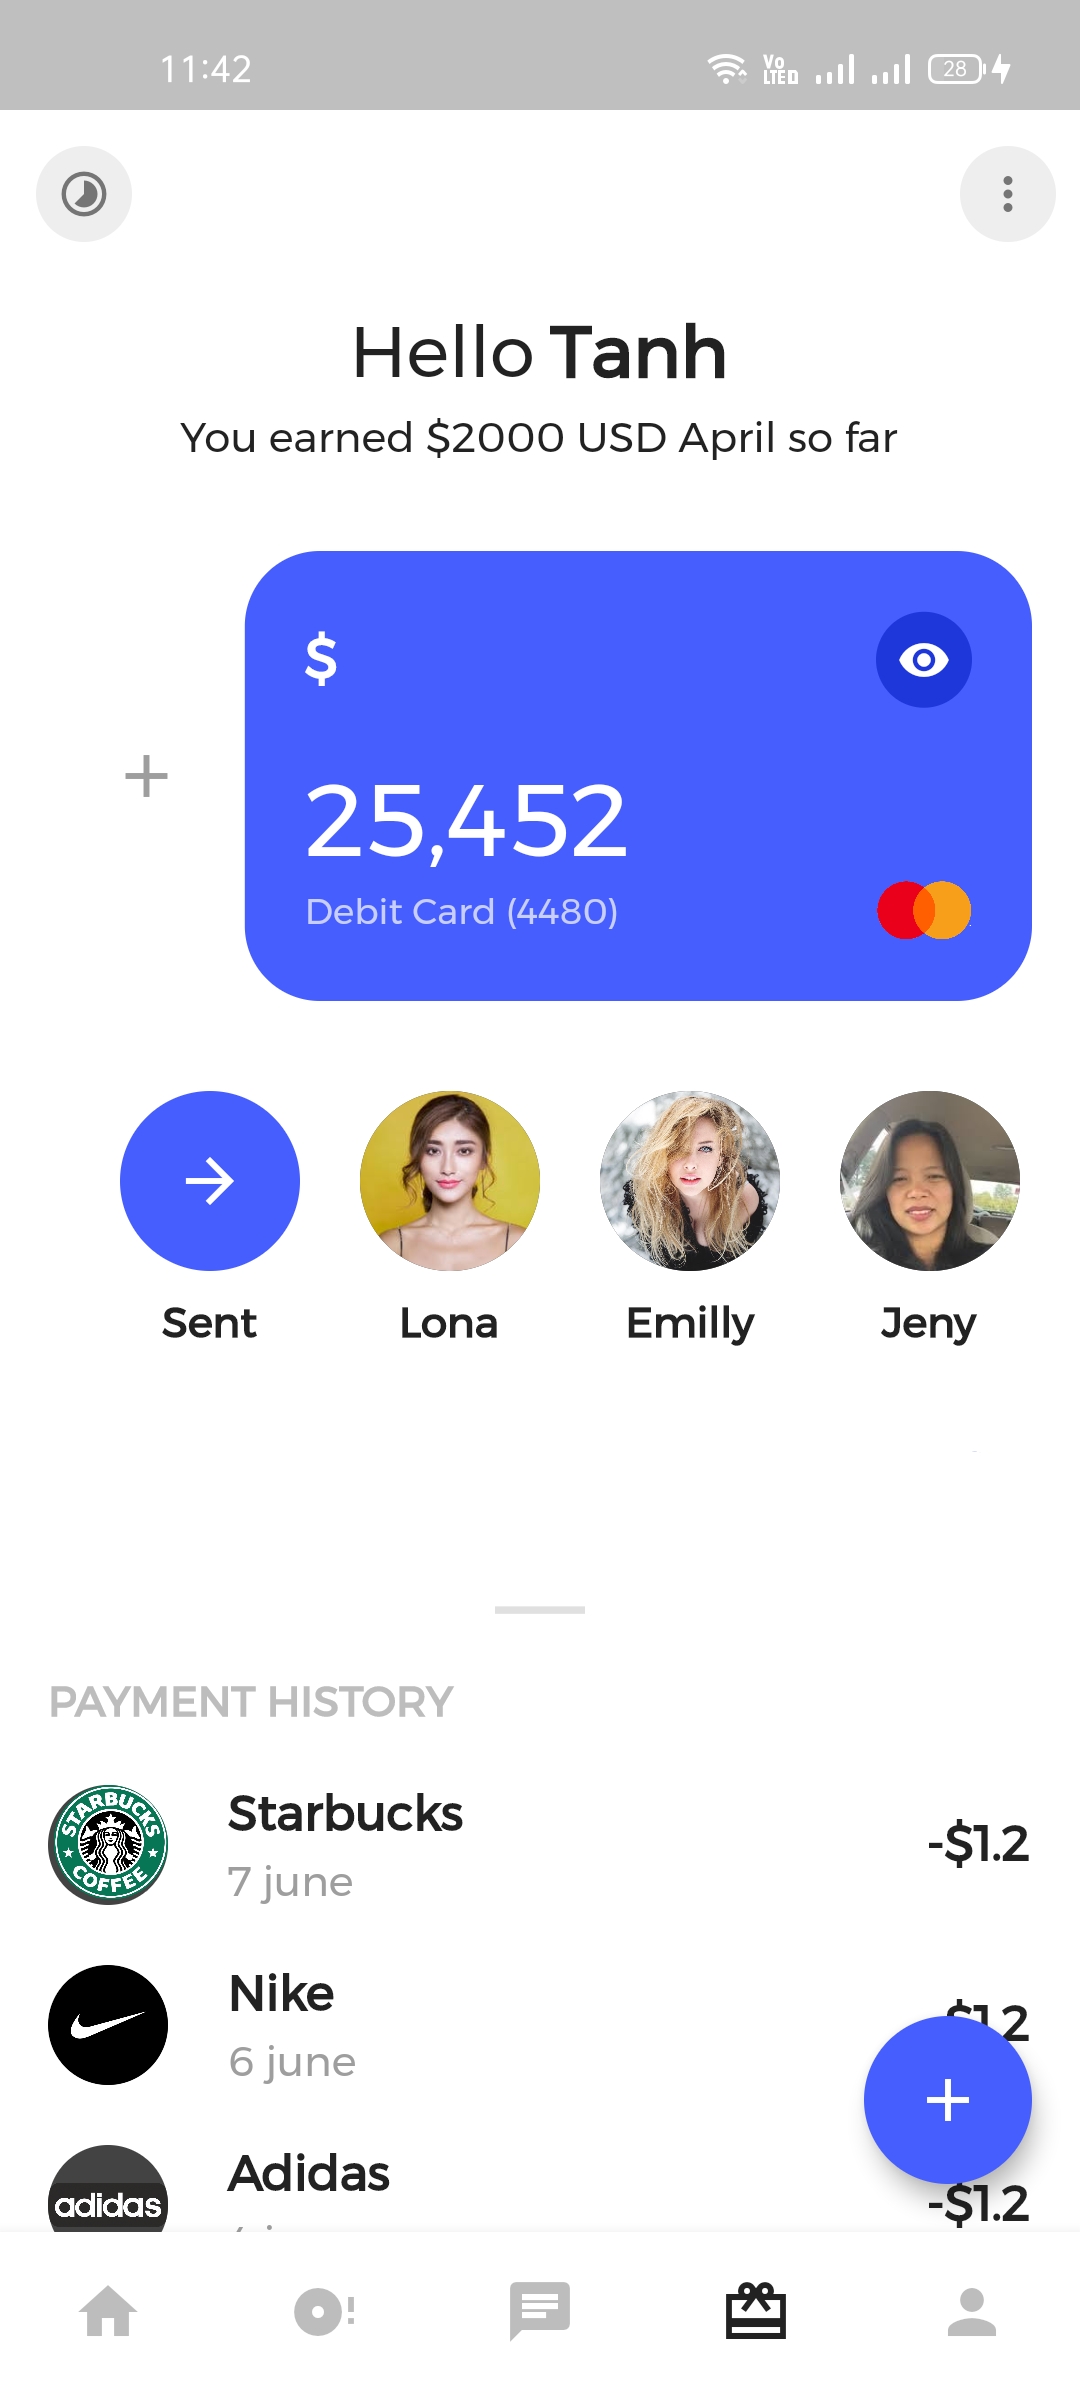 11:42
Vo
LTE
28
Hello Tanh
You earned $2000 USD April so far
$
25,452
Debit Card (4480)
Sent
Lona
Emilly
Jeny
PAYMENT HISTORY
STARBUCKS
COFFEE
Starbucks
7 june
-$1.2
Nike
6 june
$1.2
adidas
Adidas
-$1.2